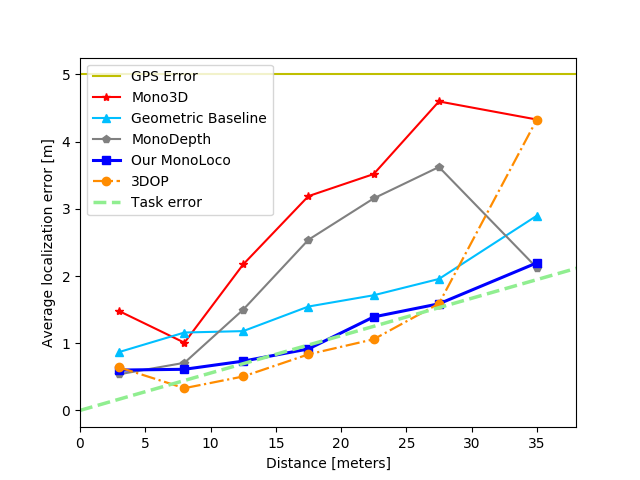 GPS Error
Mono3D
Geometric Baseline
MonoDepth
Our MonoLoco
3DOP
Task error
Average localization error [m]
5
4
3
2
1
0
0 5 10 15 20 25 30 35
Distance [meters]